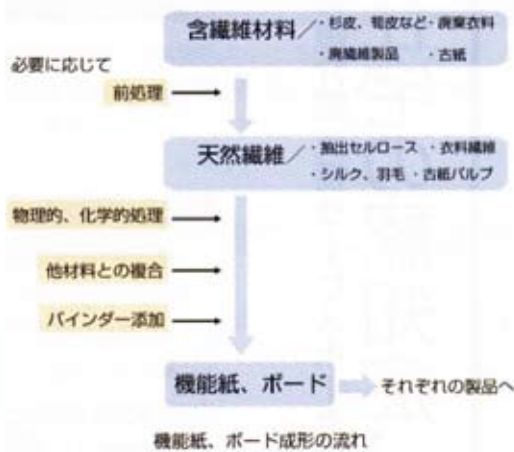 含繊維材料／・杉皮、筍皮など・廃棄衣料
・廃繊維製品　・古紙
必要に応じて
前処理
天然繊維／・抽出セルロース　・衣料繊維
・シルク、羽毛　・古紙パルプ
物理的、化学的処理
他材料との複合
バインダー添加
機能紙、ボード　それぞれの製品へ
機能紙、ボード成形の流れ